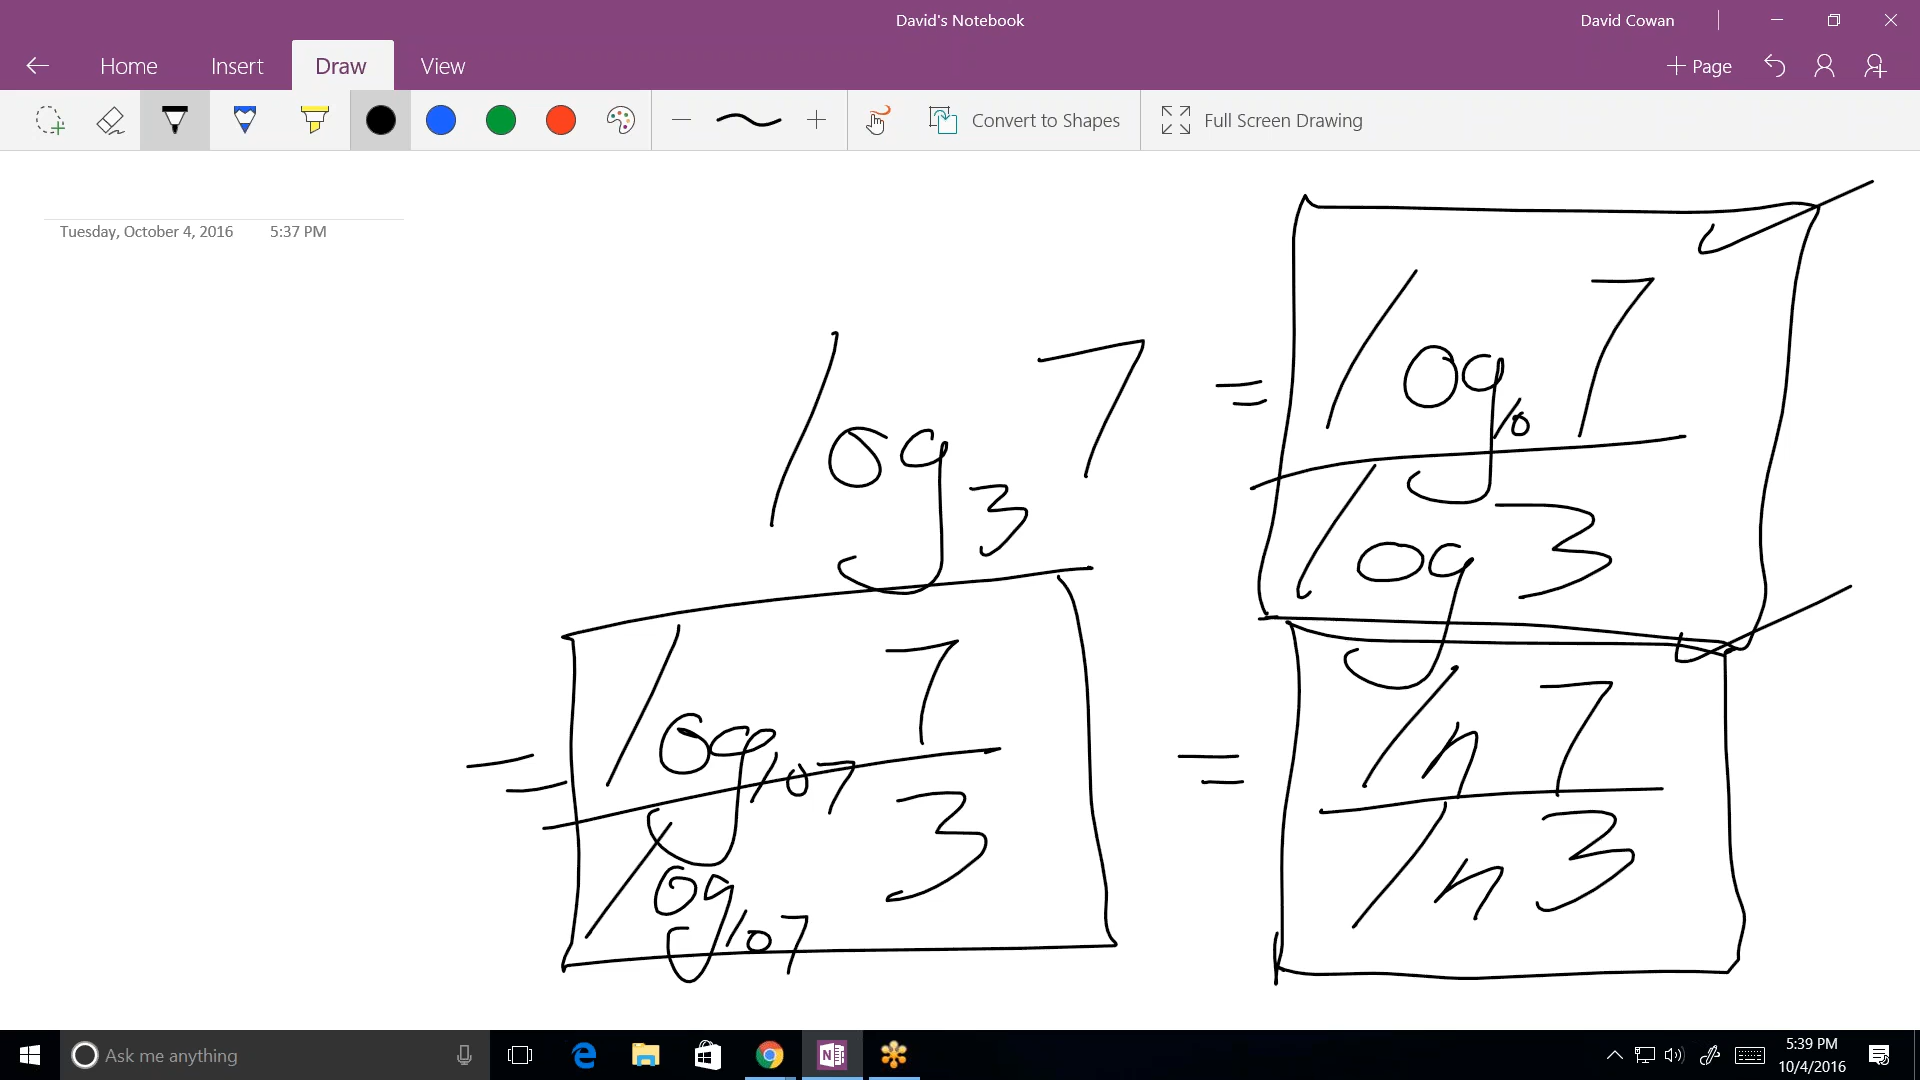 David's Notebook
David Cowan
Home Insert Draw View
+ Page
Convert to Shapes
Full Screen Drawing
Tuesday, October 4, 2016 5:37 PM
log₃ 7 = log₁₀ 7
log 3
= log₁₀₇ 7
log₁₀₇ 3
= ln 7
ln 3
Ask me anything
5:39 PM
10/4/2016